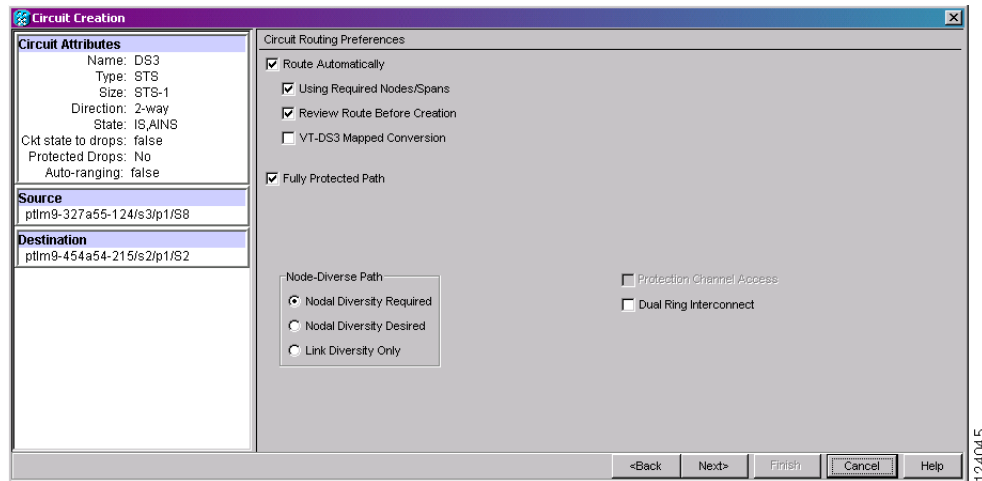 Circuit Creation
Circuit Attributes
Name: DS3
Type: STS
Size: STS-1
Direction: 2-way
State: IS,AINS
Ckt state to drops: false
Protected Drops: No
Auto-ranging: false
Source
ptlm9-327a55-124/s3/p1/S8
Destination
ptlm9-454a54-215/s2/p1/S2
Circuit Routing Preferences
Route Automatically
Using Required Nodes/Spans
Review Route Before Creation
VT-DS3 Mapped Conversion
Fully Protected Path
Node-Diverse Path
Nodal Diversity Required
Nodal Diversity Desired
Link Diversity Only
Protection Channel Access
Dual Ring Interconnect
<Back Next> Finish Cancel Help
124045